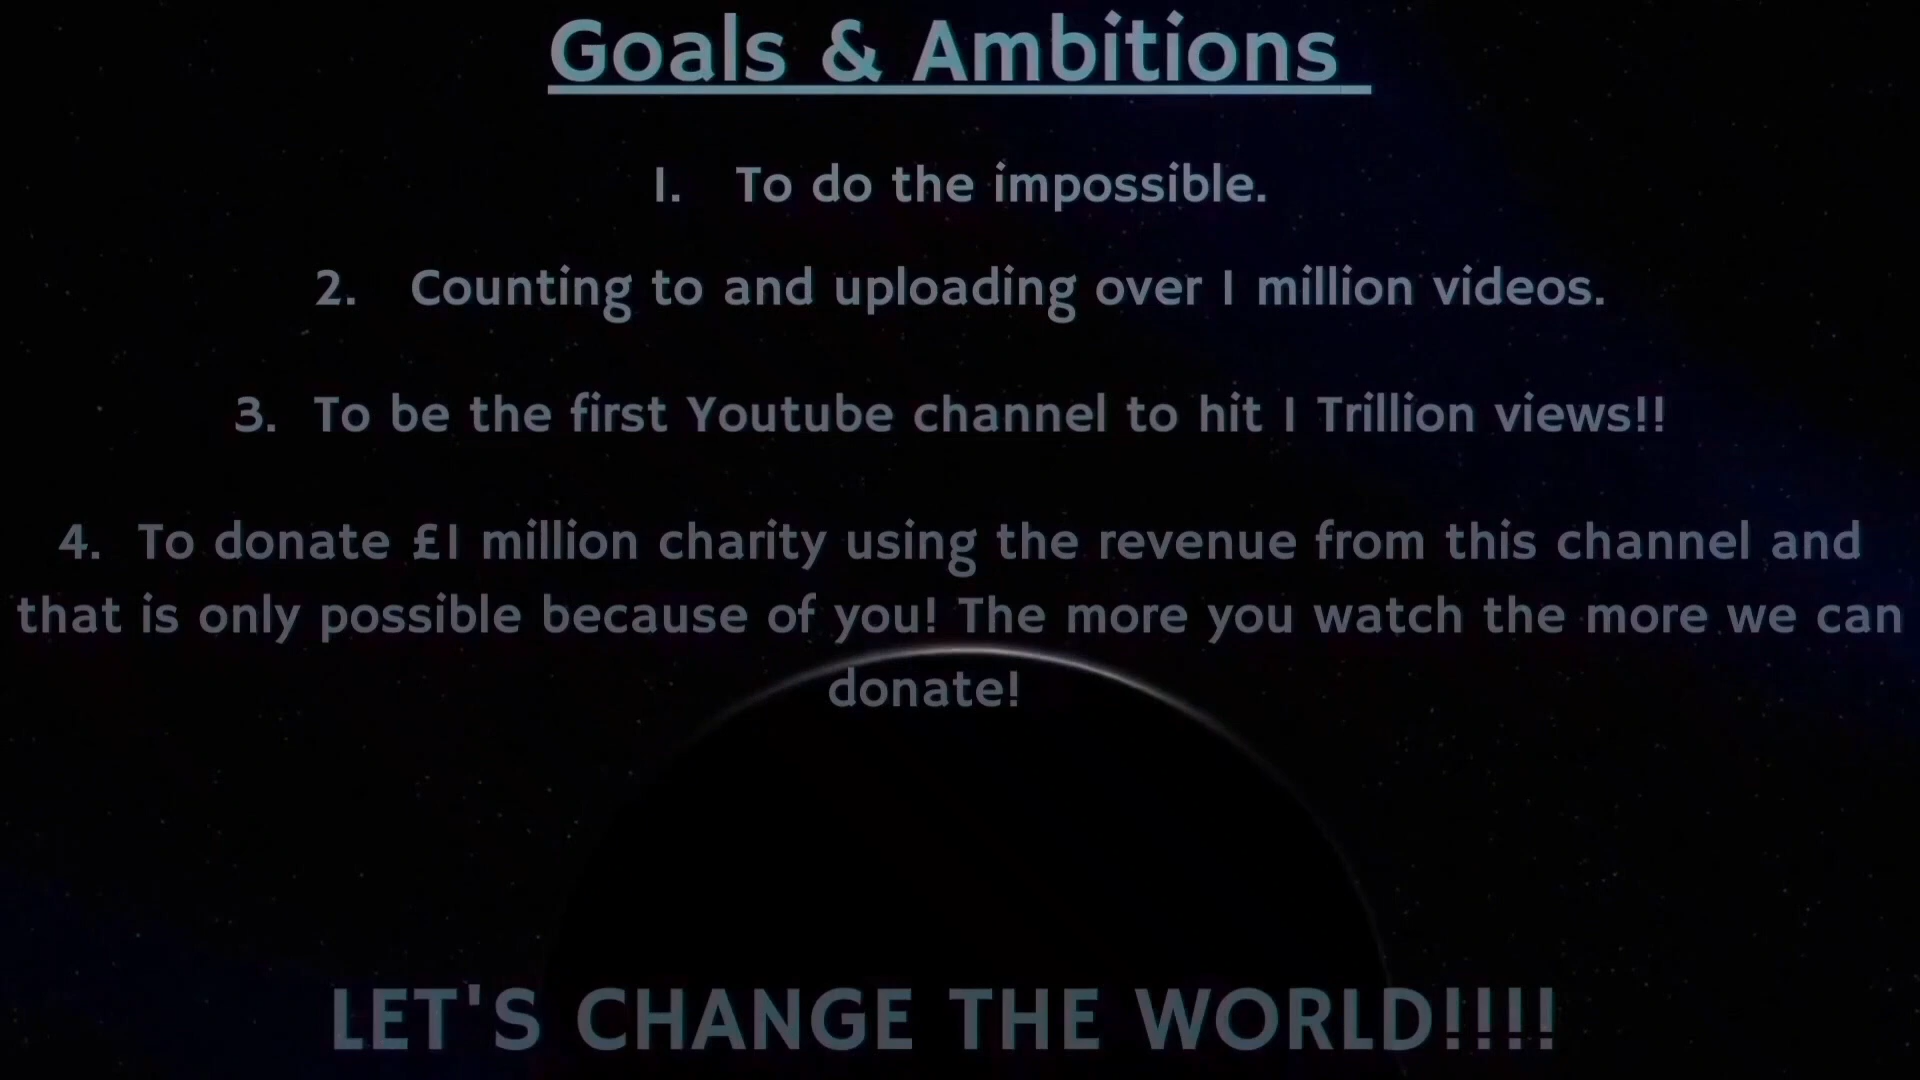 Goals & Ambitions
1. To do the impossible.
2. Counting to and uploading over 1 million videos.
3. To be the first Youtube channel to hit 1 Trillion views!!
4. To donate £1 million charity using the revenue from this channel and
that is only possible because of you! The more you watch the more we can
donate!
LET'S CHANGE THE WORLD!!!!